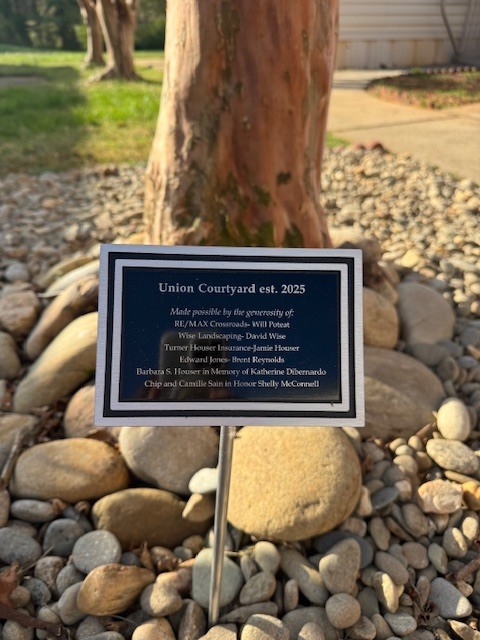 Union Courtyard est. 2025
Made possible by the generosity of:
RE/MAX Crossroads- Will Poteat
Wise Landscaping- David Wise
Turner Houser Insurance-Jamie Houser
Edward Jones- Brent Reynolds
Barbara S. Houser in Memory of Katherine Dibernardo
Chip and Camille Sain in Honor Shelly McConnell